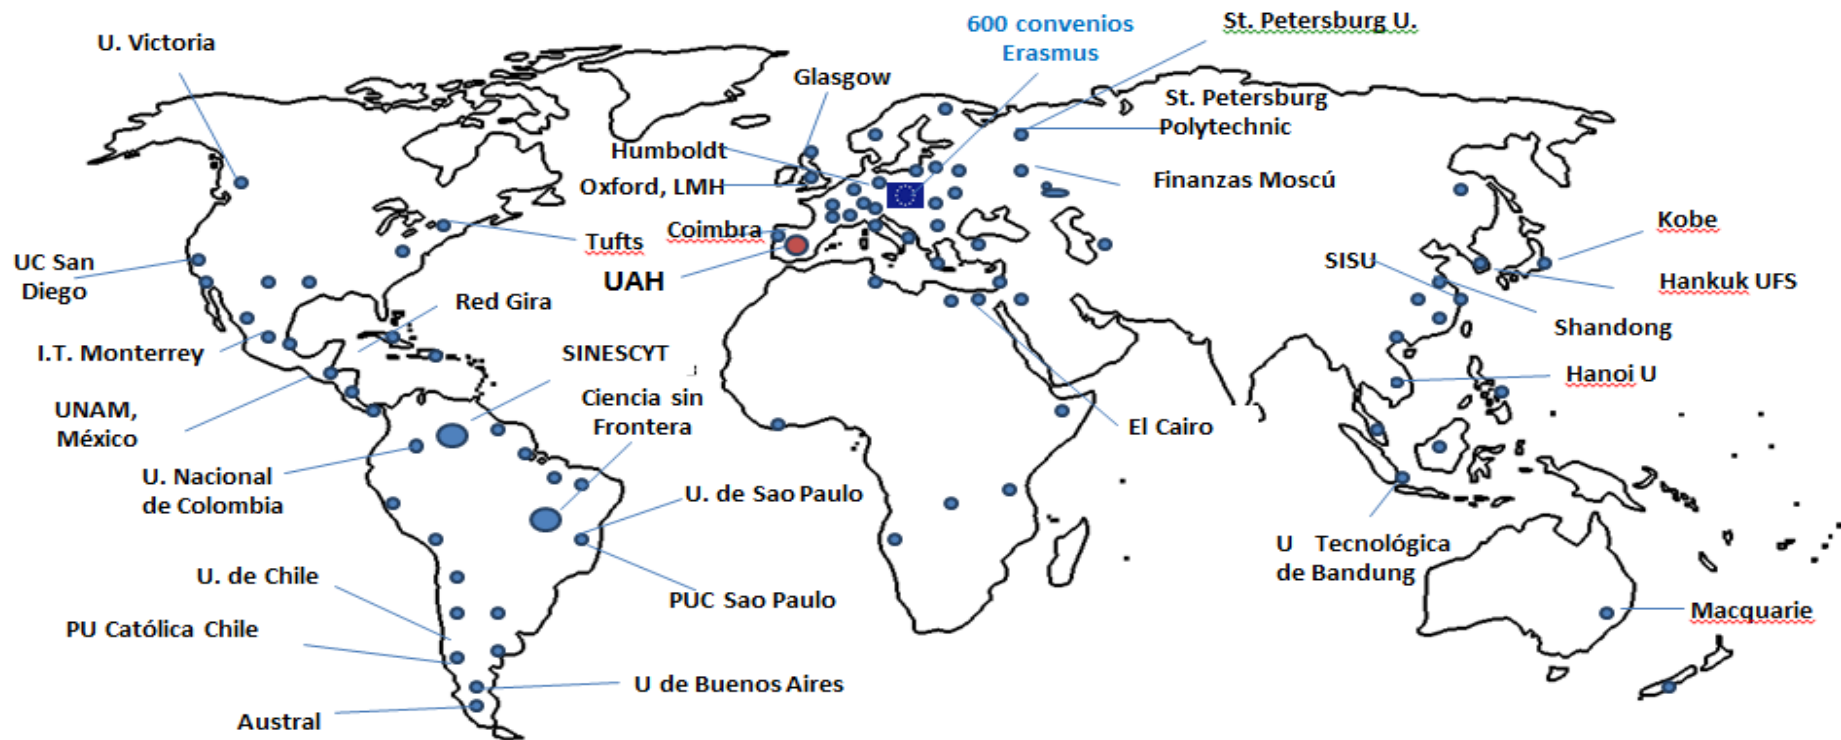 600 convenios
Erasmus
St. Petersburg U.
U. Victoria
Glasgow
St. Petersburg
Polytechnic
Humboldt
Oxford, LMH
Finanzas Moscú
Coimbra
Tufts
UAH
Kobe
SISU
Hankuk UFS
UC San
Diego
Red Gira
Shandong
I.T. Monterrey
SINESCYT
Hanoi U
Ciencia sin
Frontera
UNAM,
México
El Cairo
U. Nacional
de Colombia
U. de Sao Paulo
U Tecnológica
de Bandung
U. de Chile
PUC Sao Paulo
Macquarie
PU Católica Chile
U de Buenos Aires
Austral